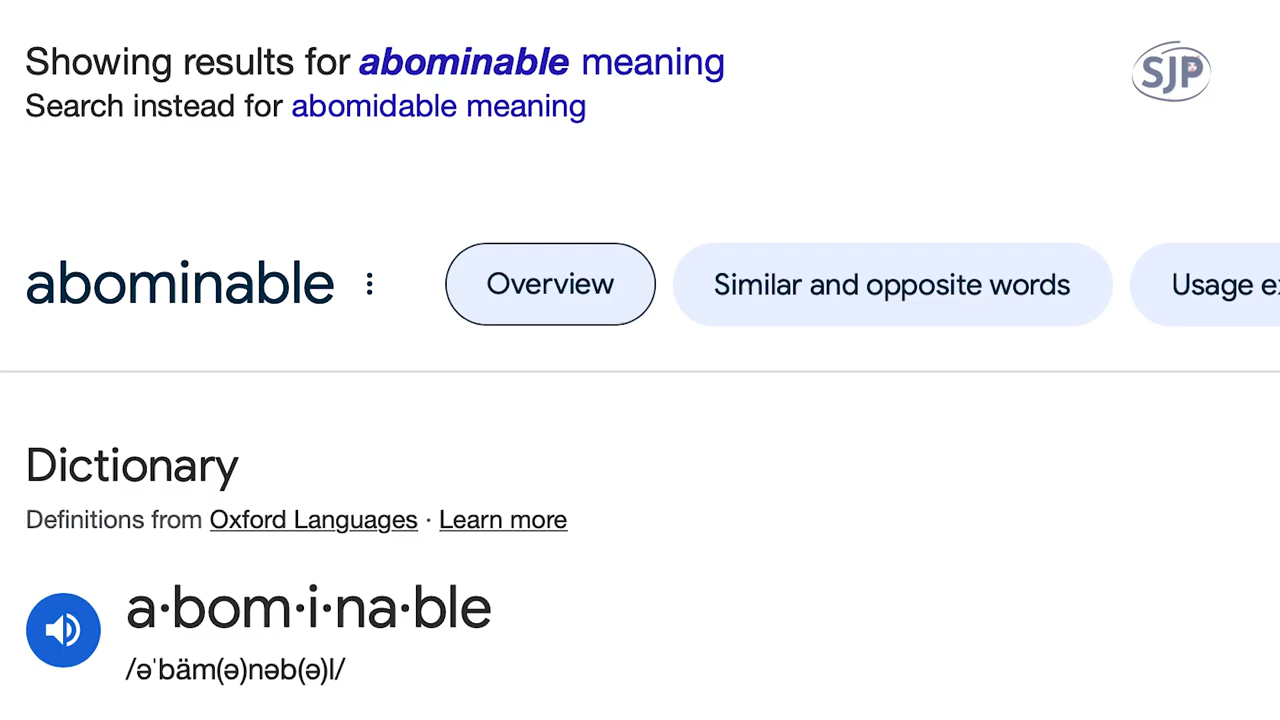 Showing results for abominable meaning
Search instead for abomidable meaning
SJP
abominable
Overview
Similar and opposite words
Usage
Dictionary
Definitions from Oxford Languages · Learn more
a·bom·i·na·ble
/əˈbäm(ə)nəb(ə)l/